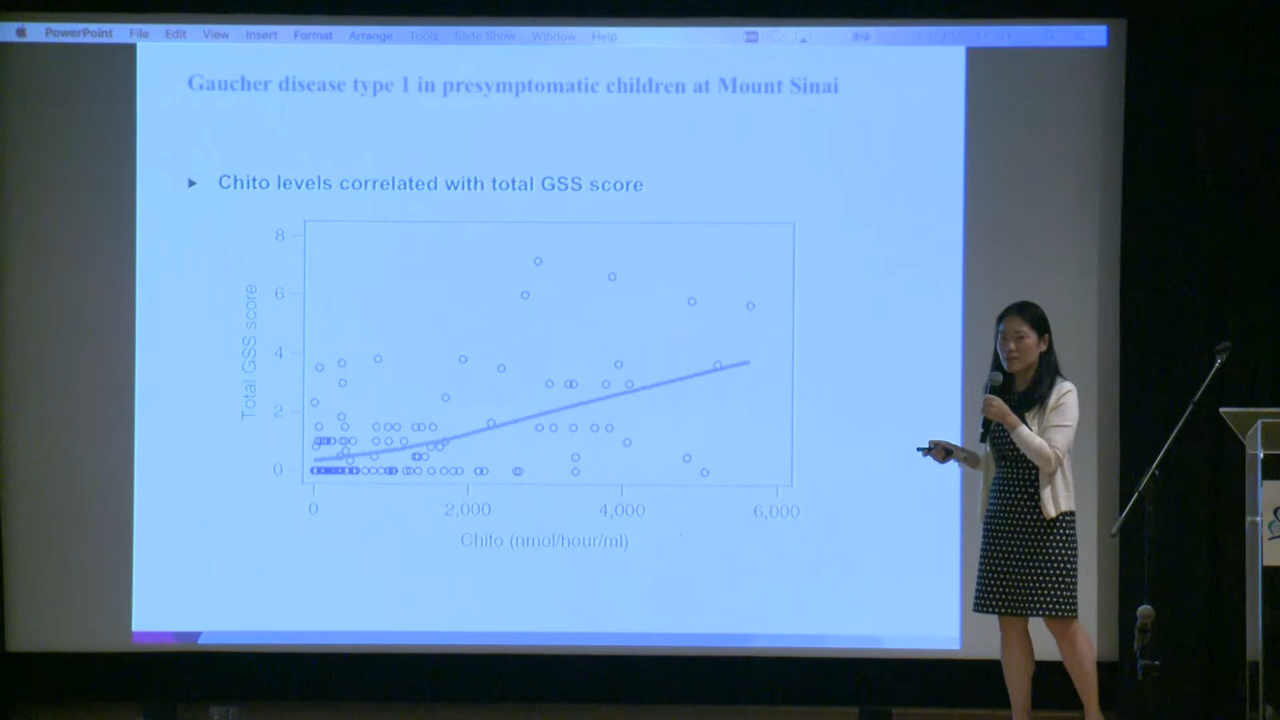 PowerPoint File Edit View Insert Format Arrange Tools Slide Show Window Help
Gaucher disease type 1 in presymptomatic children at Mount Sinai
Chito levels correlated with total GSS score
8
6
4
2
0
Total GSS score
0 2,000 4,000 6,000
Chito (nmol/hour/ml)